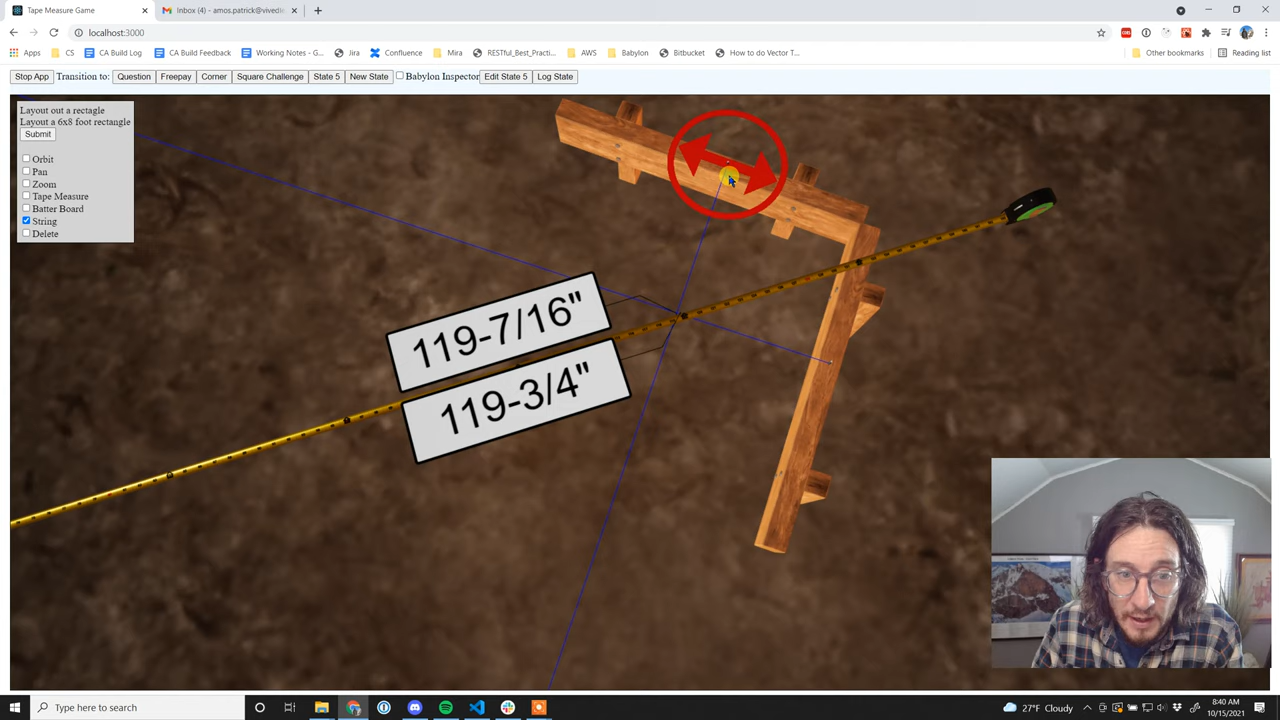 Tape Measure Game
Inbox (4) - amos.patrick@vivedle
localhost:3000
Apps
CS
CA Build Log
CA Build Feedback
Working Notes - G...
Jira
Confluence
Mira
RESTful_Best_Practi...
AWS
Babylon
Bitbucket
How to do Vector T...
Other bookmarks
Reading list
Stop App
Transition to:
Question
Freepay
Corner
Square Challenge
State 5
New State
Babylon Inspector
Edit State 5
Log State
Layout out a rectagle
Layout a 6x8 foot rectangle
Submit
Orbit
Pan
Zoom
Tape Measure
Batter Board
String
Delete
119-7/16"
119-3/4"
Type here to search
27°F Cloudy
8:40 AM
10/15/2021